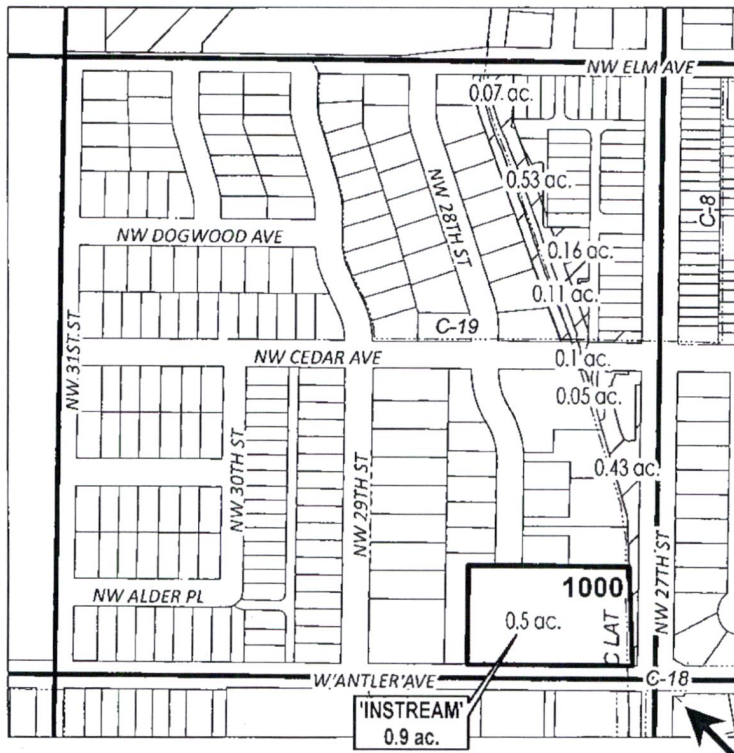 NW ELM AVE
0.07 ac.
0.53 ac.
NW 28TH ST
C-8
NW DOGWOOD AVE
0.16 ac.
0.11 ac.
C-19
NW 31ST ST
NW CEDAR AVE
0.1 ac.
0.05 ac.
NW 30TH ST
NW 29TH ST
0.43 ac.
NW 27TH ST
1000
NW ALDER PL
0.5 ac.
C LAT
W ANTLER AVE
C-18
'INSTREAM'
0.9 ac.